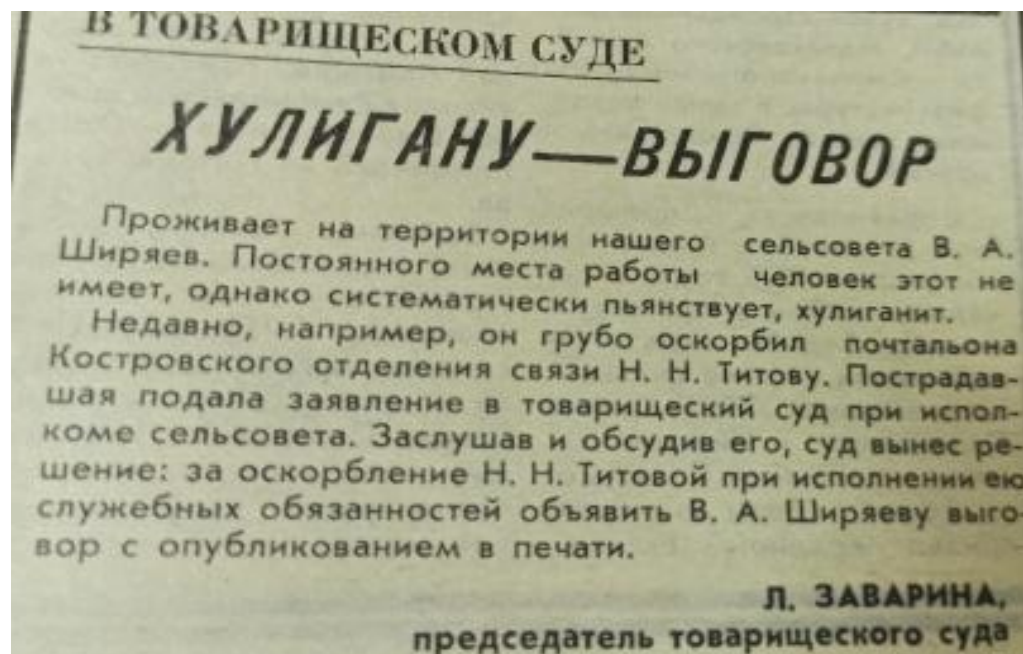 В ТОВАРИЩЕСКОМ СУДЕ
ХУЛИГАНУ—ВЫГОВОР
Проживает на территории нашего сельсовета В. А.
Ширяев. Постоянного места работы человек этот не
имеет, однако систематически пьянствует, хулиганит.
Недавно, например, он грубо оскорбил почтальона
Костровского отделения связи Н. Н. Титову. Пострадав-
шая подала заявление в товарищеский суд при испол-
коме сельсовета. Заслушав и обсудив его, суд вынес ре-
шение: за оскорбление Н. Н. Титовой при исполнении ею
служебных обязанностей объявить В. А. Ширяеву выго-
вор с опубликованием в печати.
Л. ЗАВАРИНА,
председатель товарищеского суда